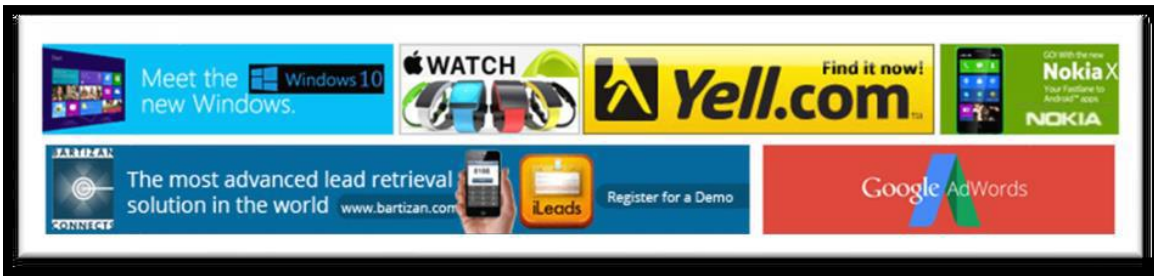 Meet the Windows 10
new Windows.
WATCH
Find it now!
Yell.com
GO! With the new
Nokia X
Your Fastlane to
Android™ apps
NOKIA
BARTIZAN
CONNECTS
The most advanced lead retrieval
solution in the world www.bartizan.com
8108
iLeads
Register for a Demo
Google AdWords